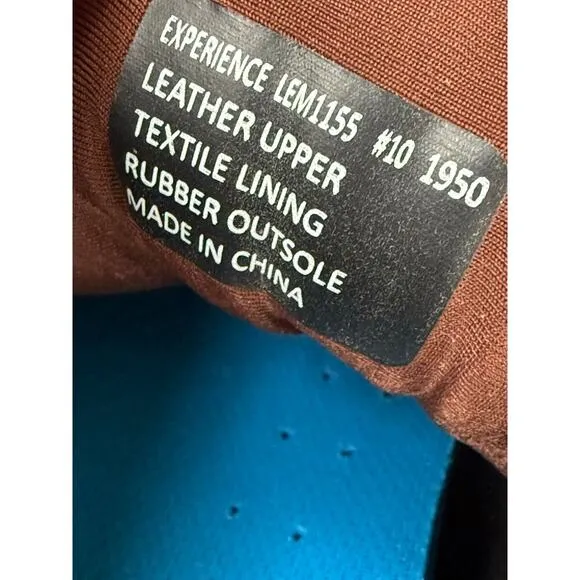 EXPERIENCE LEM1155 #10 1950
LEATHER UPPER
TEXTILE LINING
RUBBER OUTSOLE
MADE IN CHINA